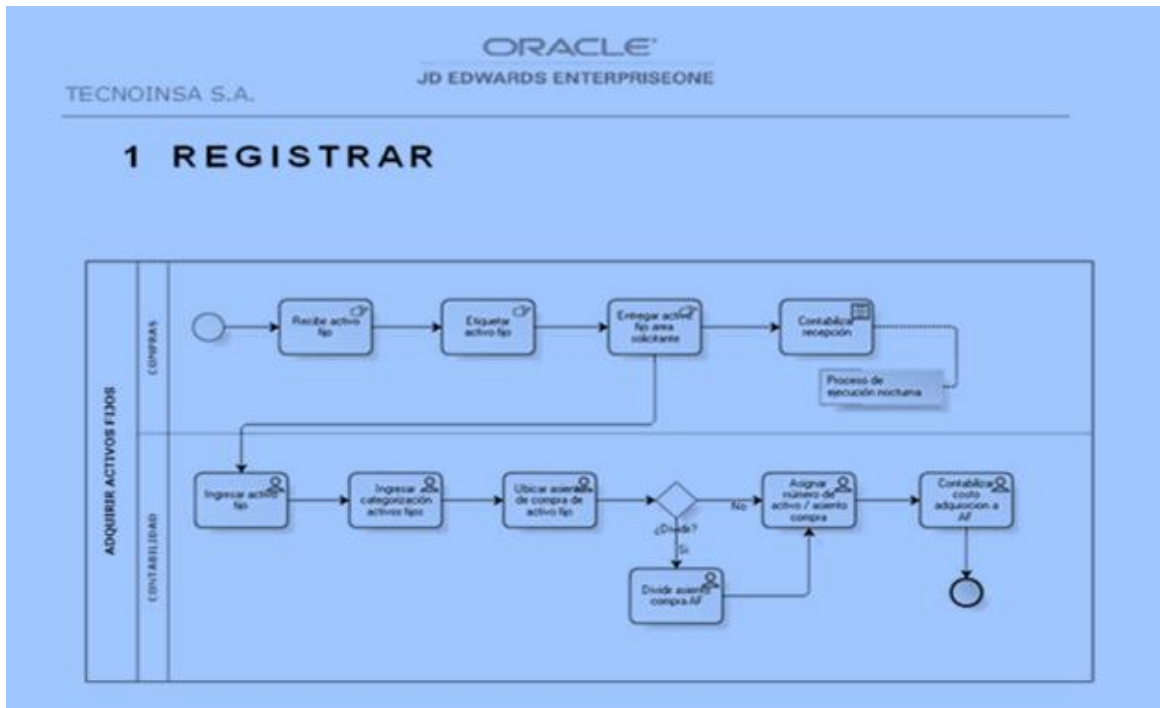 ORACLE
JD EDWARDS ENTERPRISEONE
TECNOINSA S.A.
1 REGISTRAR
ADQUIRIR ACTIVOS FIJOS
COMPRAS
Recibe activo
fijo
Etiquetar
activo fijo
Entregar activo
fijo area
solicitante
Contabilizar
recepción
Proceso de
ejecución nocturna
CONTABILIDAD
Ingresar activo
fijo
Ingresar
categorización
activos fijos
Ubicar asiento
de compra de
activo fijo
¿Divide?
No
Si
Dividir asiento
compra AF
Asignar
número de
activo / asiento
compra
Contabilizar
costo
adquisicion a
AF